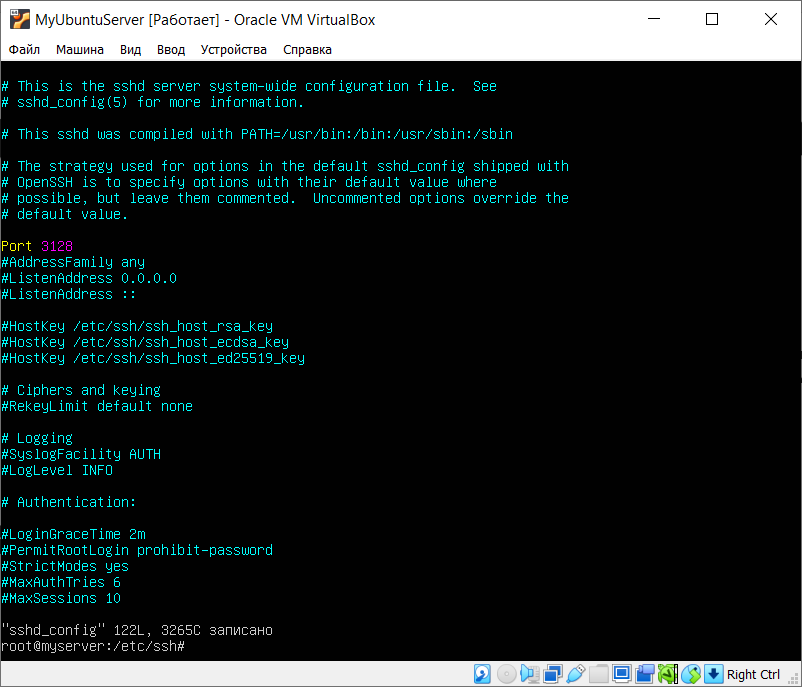 MyUbuntuServer [Работает] - Oracle VM VirtualBox
Файл Машина Вид Ввод Устройства Справка
# This is the sshd server system-wide configuration file.  See
# sshd_config(5) for more information.
# This sshd was compiled with PATH=/usr/bin:/bin:/usr/sbin:/sbin
# The strategy used for options in the default sshd_config shipped with
# OpenSSH is to specify options with their default value where
# possible, but leave them commented.  Uncommented options override the
# default value.
Port 3128
#AddressFamily any
#ListenAddress 0.0.0.0
#ListenAddress ::
#HostKey /etc/ssh/ssh_host_rsa_key
#HostKey /etc/ssh/ssh_host_ecdsa_key
#HostKey /etc/ssh/ssh_host_ed25519_key
# Ciphers and keying
#RekeyLimit default none
# Logging
#SyslogFacility AUTH
#LogLevel INFO
# Authentication:
#LoginGraceTime 2m
#PermitRootLogin prohibit-password
#StrictModes yes
#MaxAuthTries 6
#MaxSessions 10
"sshd_config" 122L, 3265C записано
root@myserver:/etc/ssh#
Right Ctrl